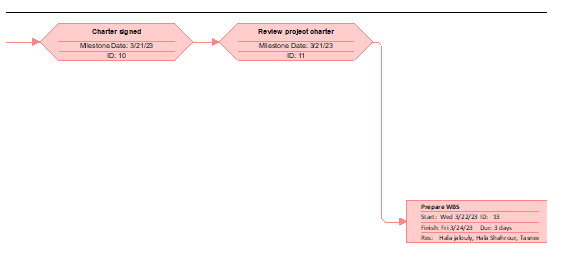 Charter signed
Milestone Date: 3/21/23
ID: 10
Review project charter
Milestone Date: 3/21/23
ID: 11
Prepare WBS
Start: Wed 3/22/23 ID: 13
Finish: Fri 3/24/23 Dur: 3 days
Res: Hala jalouly, Hala Shahrour, Tasnee